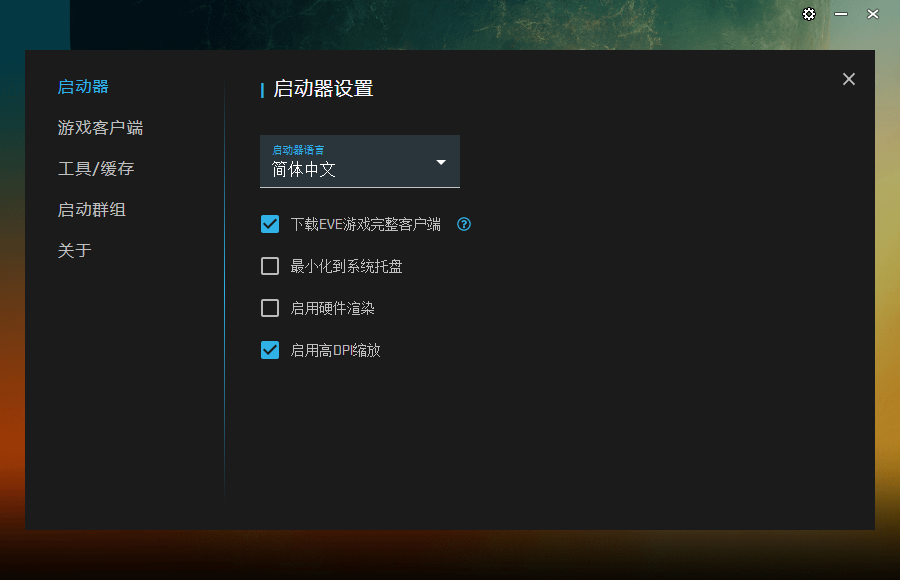 启动器
游戏客户端
工具/缓存
启动群组
关于
启动器设置
启动器语言
简体中文
下载EVE游戏完整客户端
最小化到系统托盘
启用硬件渲染
启用高DPI缩放